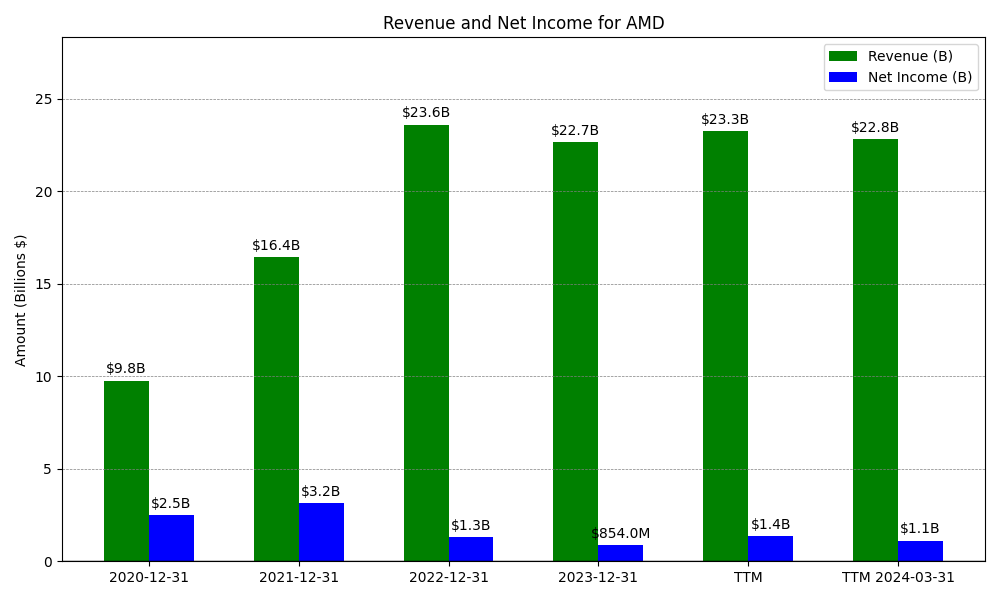 Revenue and Net Income for AMD
Revenue (B)
Net Income (B)
Amount (Billions $)
25
20
15
10
5
0
$9.8B
$2.5B
$16.4B
$3.2B
$23.6B
$1.3B
$22.7B
$854.0M
$23.3B
$1.4B
$22.8B
$1.1B
2020-12-31
2021-12-31
2022-12-31
2023-12-31
TTM
TTM 2024-03-31